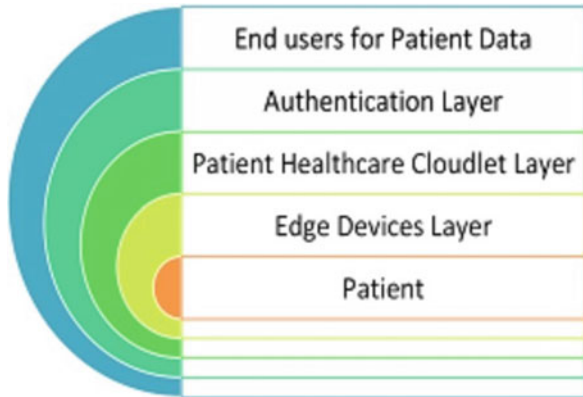 End users for Patient Data
Authentication Layer
Patient Healthcare Cloudlet Layer
Edge Devices Layer
Patient